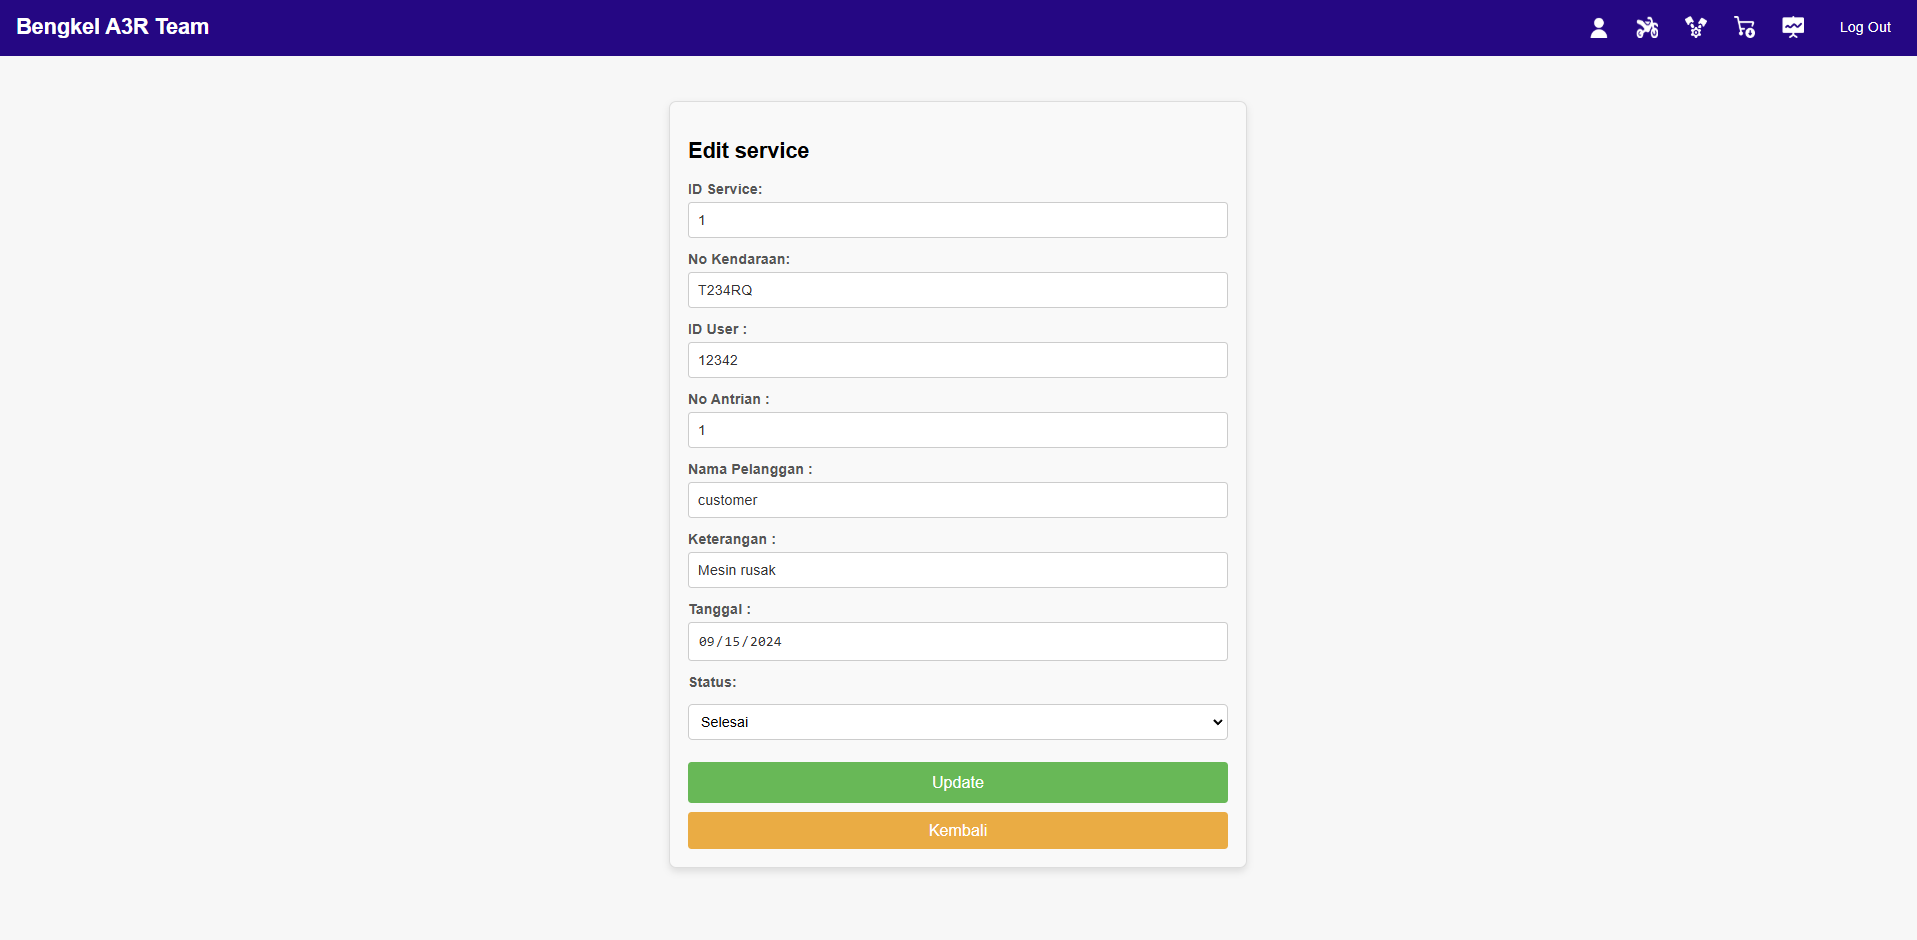 Bengkel A3R Team
Log Out
Edit service
ID Service:
1
No Kendaraan:
T234RQ
ID User :
12342
No Antrian :
1
Nama Pelanggan :
customer
Keterangan :
Mesin rusak
Tanggal :
09/15/2024
Status:
Selesai
Update
Kembali